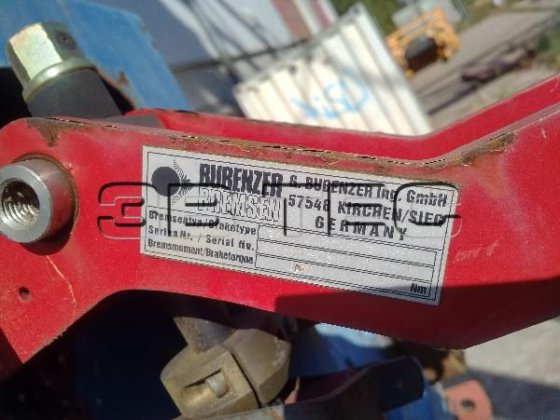 BUBENZER
BREMSEN
S. BUBENZER Ing. GmbH
57548 KIRCHEN/SIEG
GERMANY
Bremsentyp/Braketype
Serien Nr. / Serial No.
Bremsmoment/Braketorque
Nm